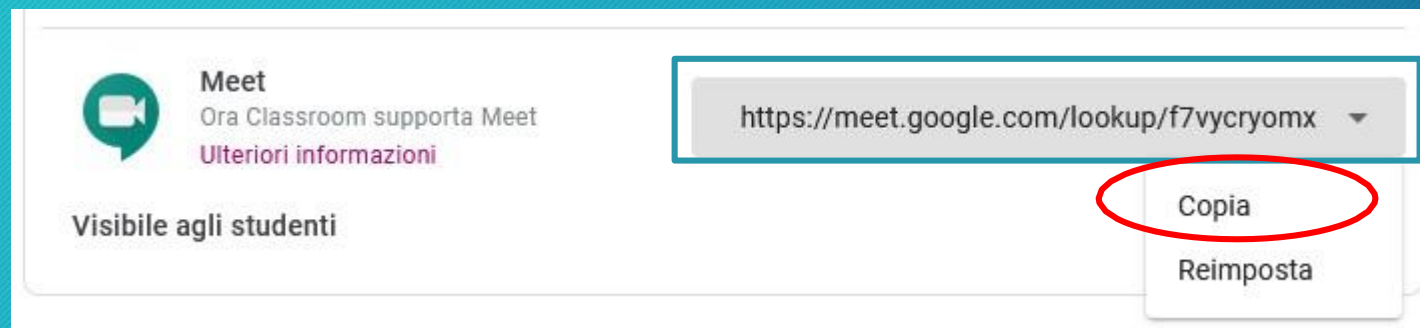 Meet
Ora Classroom supporta Meet
Ulteriori informazioni
https://meet.google.com/lookup/f7vycryomx
Copia
Visibile agli studenti
Reimposta